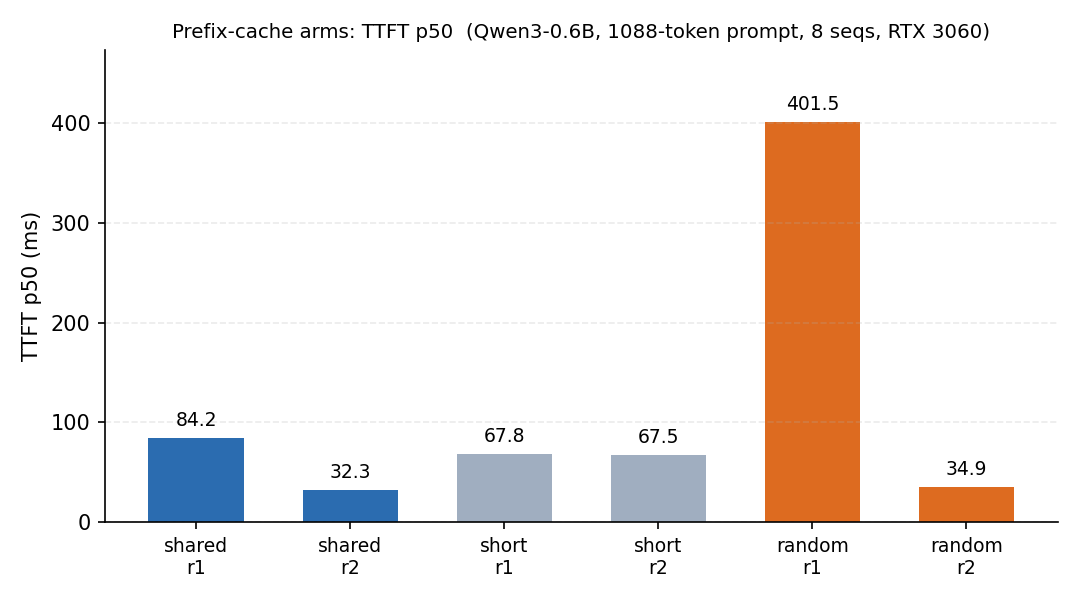 Prefix-cache arms: TTFT p50  (Qwen3-0.6B, 1088-token prompt, 8 seqs, RTX 3060)
TTFT p50 (ms)
400
300
200
100
0
84.2
32.3
67.8
67.5
401.5
34.9
shared
r1
shared
r2
short
r1
short
r2
random
r1
random
r2